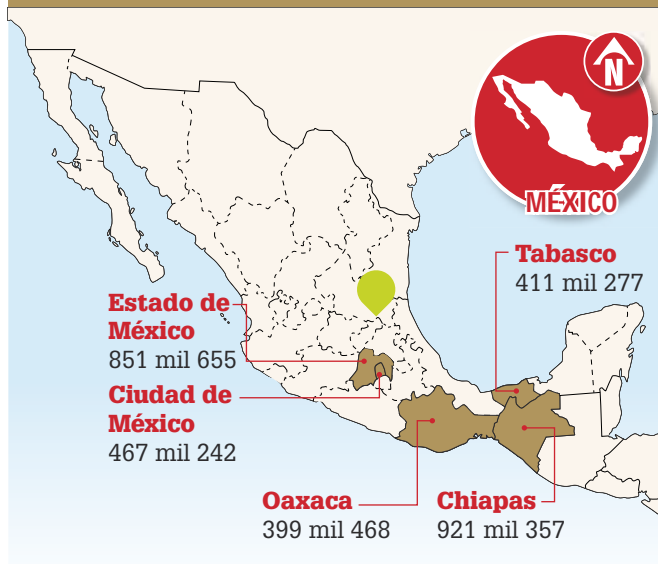 N
MÉXICO
Tabasco
411 mil 277
Estado de
México
851 mil 655
Ciudad de
México
467 mil 242
Oaxaca
399 mil 468
Chiapas
921 mil 357